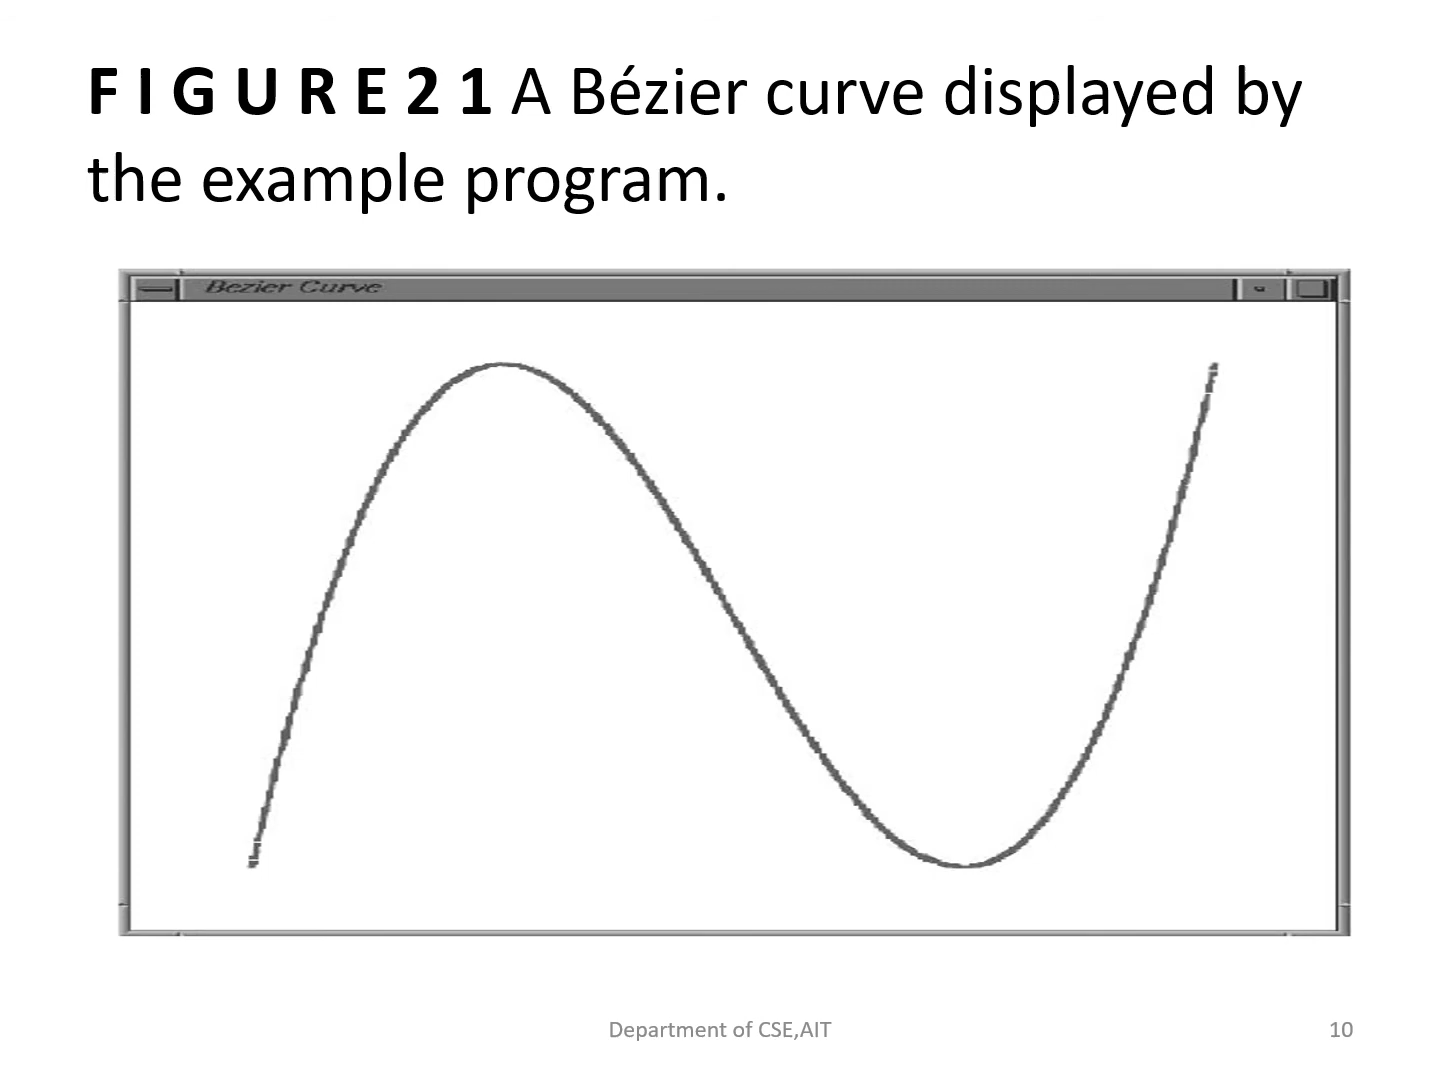 F I G U R E 2 1 A Bézier curve displayed by
the example program.
Bezier Curve
Department of CSE,AIT
10